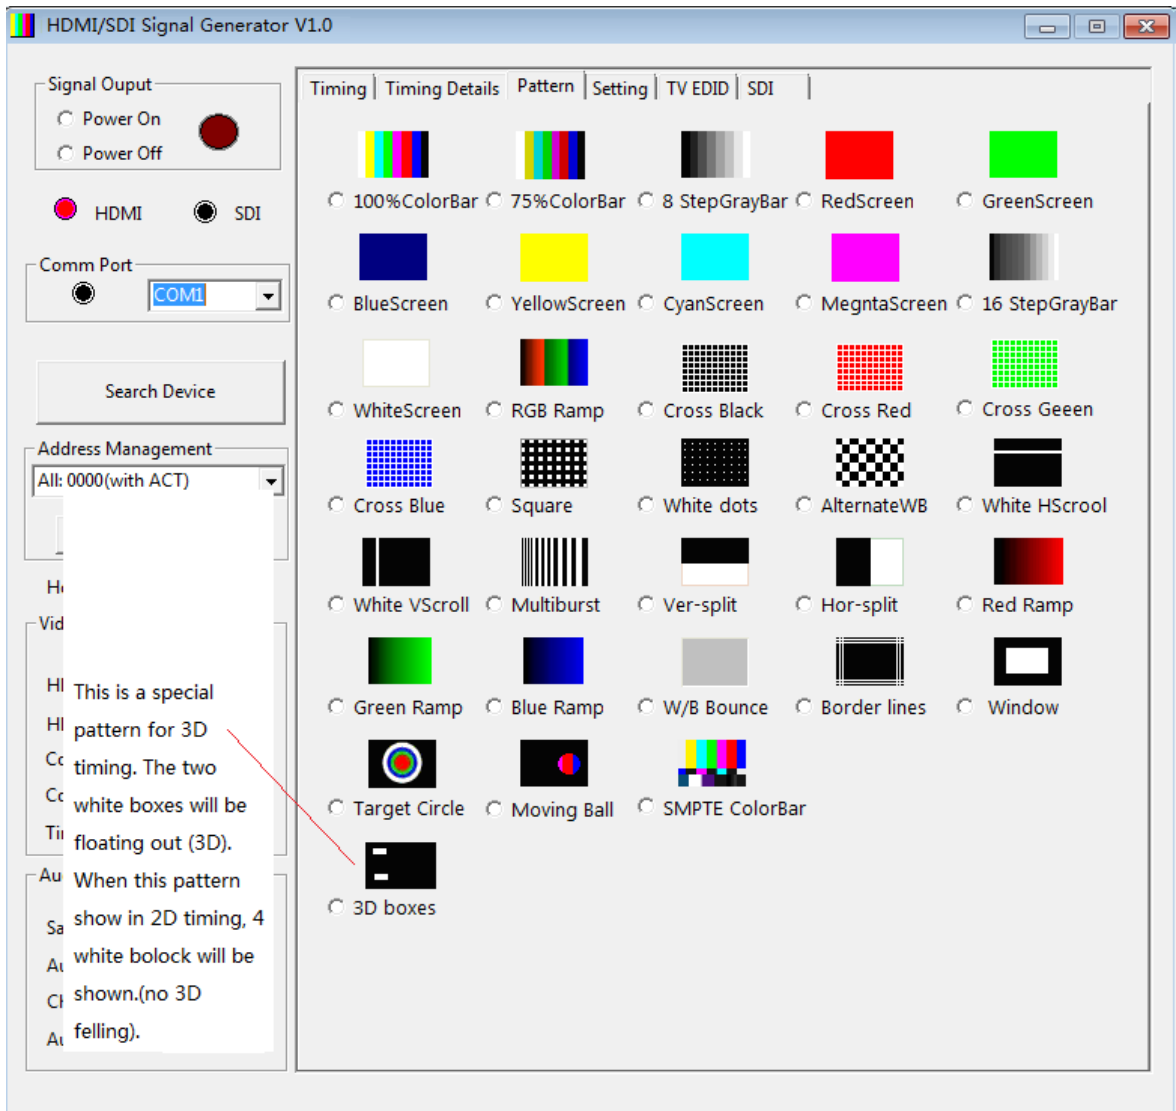 HDMI/SDI Signal Generator V1.0
Signal Ouput
Power On
Power Off
HDMI SDI
Comm Port
COM1
Search Device
Address Management
All: 0000(with ACT)
This is a special
pattern for 3D
timing. The two
white boxes will be
floating out (3D).
When this pattern
show in 2D timing, 4
white bolock will be
shown.(no 3D
felling).
Timing Timing Details Pattern Setting TV EDID SDI
100%ColorBar 75%ColorBar 8 StepGrayBar RedScreen GreenScreen
BlueScreen YellowScreen CyanScreen MegntaScreen 16 StepGrayBar
WhiteScreen RGB Ramp Cross Black Cross Red Cross Geeen
Cross Blue Square White dots AlternateWB White HScrool
White VScroll Multiburst Ver-split Hor-split Red Ramp
Green Ramp Blue Ramp W/B Bounce Border lines Window
Target Circle Moving Ball SMPTE ColorBar
3D boxes